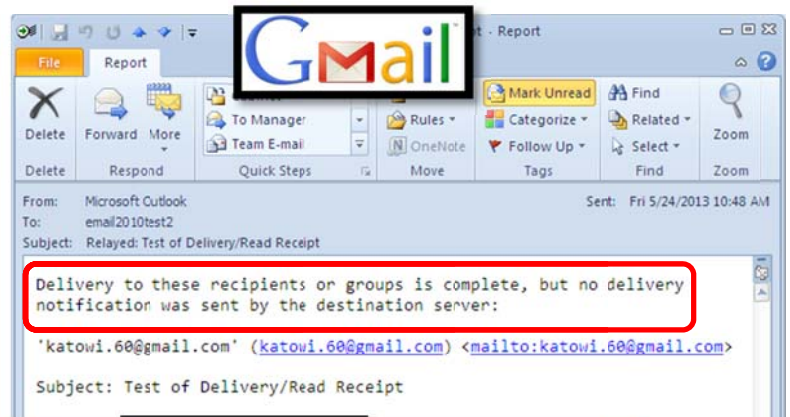 Gmail
t - Report
File Report
Delete Forward More
To Manager
Team E-mail
Rules
OneNote
Mark Unread
Categorize
Follow Up
Find
Related
Select
Zoom
Delete Respond Quick Steps Move Tags Find Zoom
From: Microsoft Outlook Sent: Fri 5/24/2013 10:48 AM
To: email2010test2
Subject: Relayed: Test of Delivery/Read Receipt
Delivery to these recipients or groups is complete, but no delivery
notification was sent by the destination server:
'katowi.60@gmail.com' (katowi.60@gmail.com) <mailto:katowi.60@gmail.com>
Subject: Test of Delivery/Read Receipt